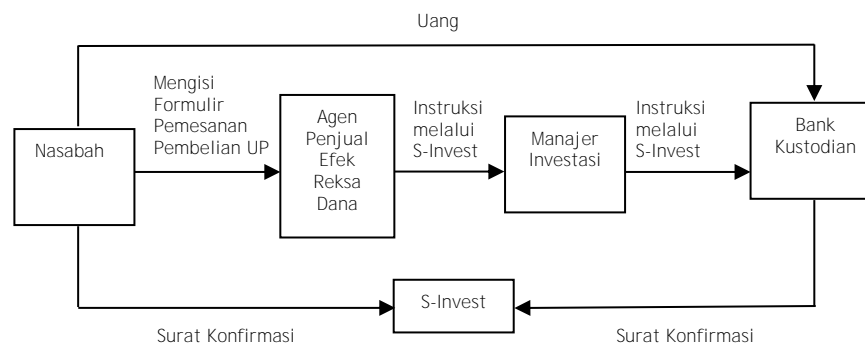 Uang
Mengisi
Formulir
Pemesanan
Pembelian UP
Nasabah
Agen
Penjual
Efek
Reksa
Dana
Instruksi
melalui
S-Invest
Manajer
Investasi
Instruksi
melalui
S-Invest
Bank
Kustodian
S-Invest
Surat Konfirmasi
Surat Konfirmasi